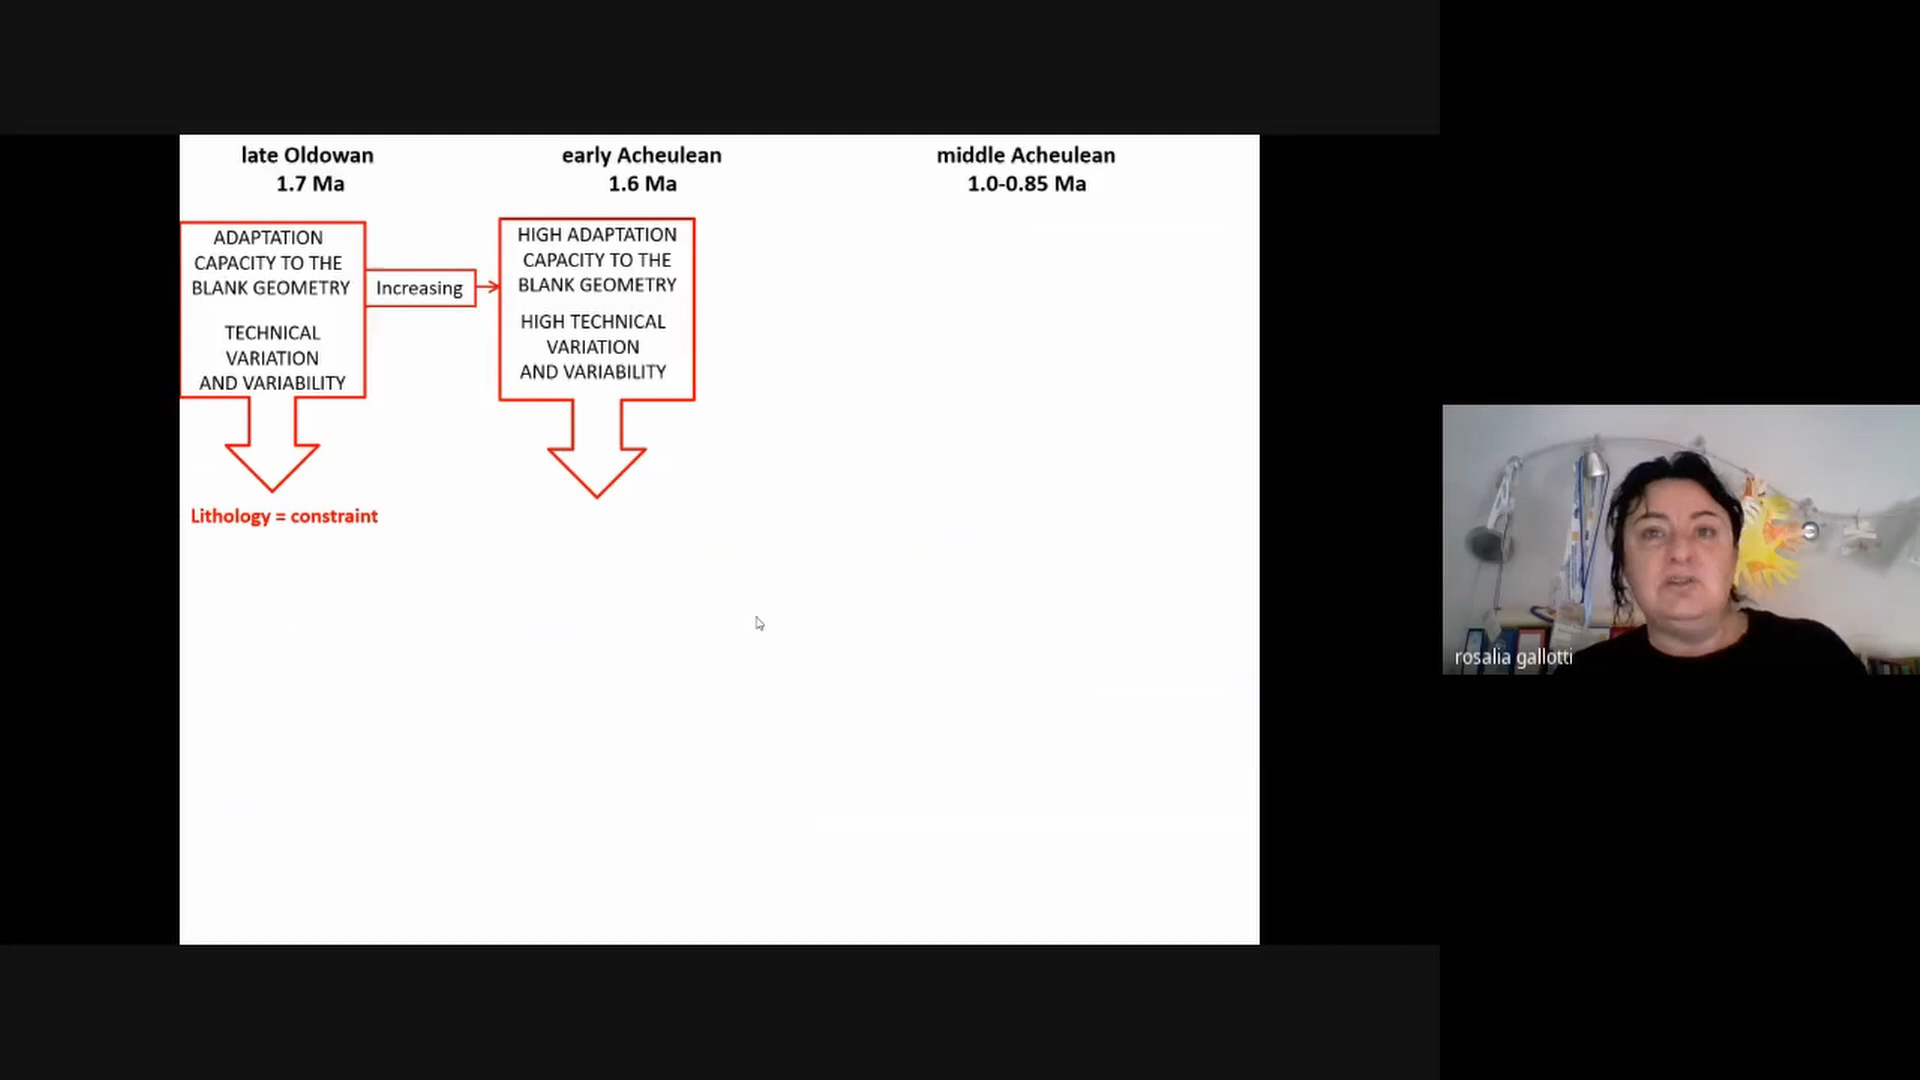 late Oldowan
1.7 Ma
early Acheulean
1.6 Ma
middle Acheulean
1.0-0.85 Ma
ADAPTATION
CAPACITY TO THE
BLANK GEOMETRY
TECHNICAL
VARIATION
AND VARIABILITY
Increasing
HIGH ADAPTATION
CAPACITY TO THE
BLANK GEOMETRY
HIGH TECHNICAL
VARIATION
AND VARIABILITY
Lithology = constraint
rosalia gallotti